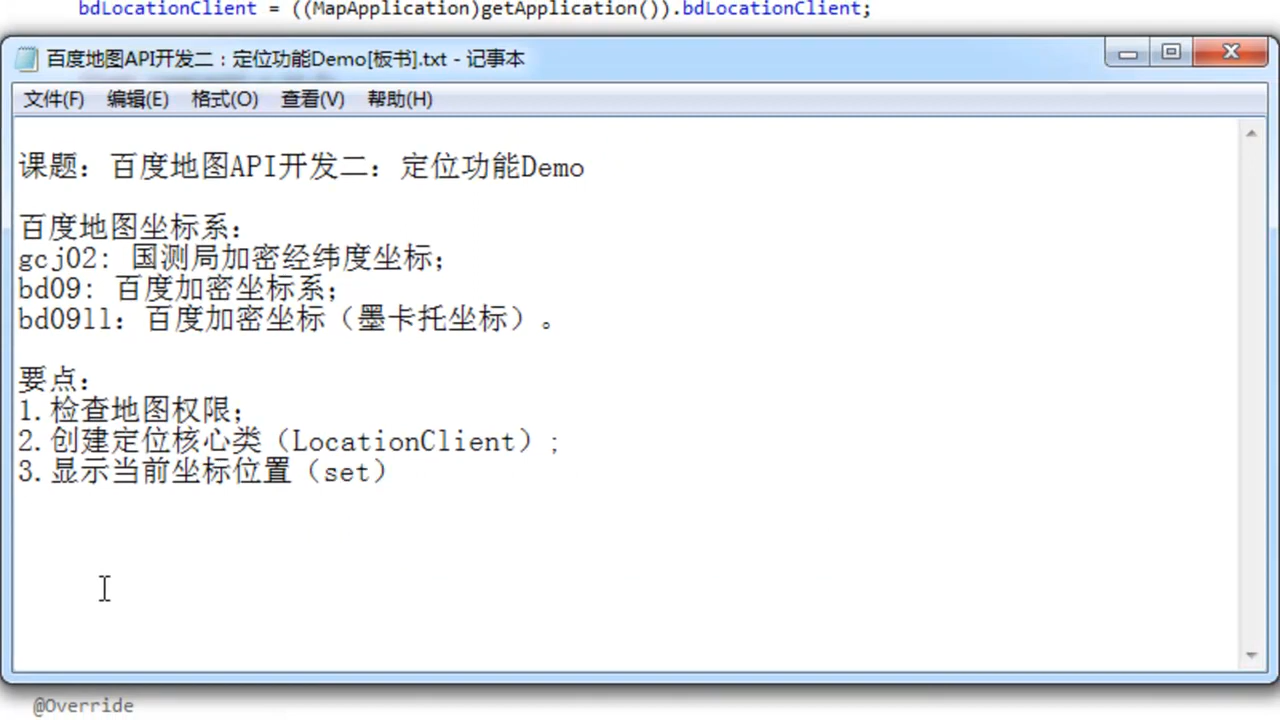 bdLocationClient = ((MapApplication)getApplication()).bdLocationClient;
百度地图API开发二：定位功能Demo[板书].txt - 记事本
文件(F) 编辑(E) 格式(O) 查看(V) 帮助(H)
课题：百度地图API开发二：定位功能Demo
百度地图坐标系：
gcj02: 国测局加密经纬度坐标；
bd09: 百度加密坐标系；
bd09ll：百度加密坐标（墨卡托坐标）。
要点：
1.检查地图权限；
2.创建定位核心类（LocationClient）；
3.显示当前坐标位置（set）
@Override